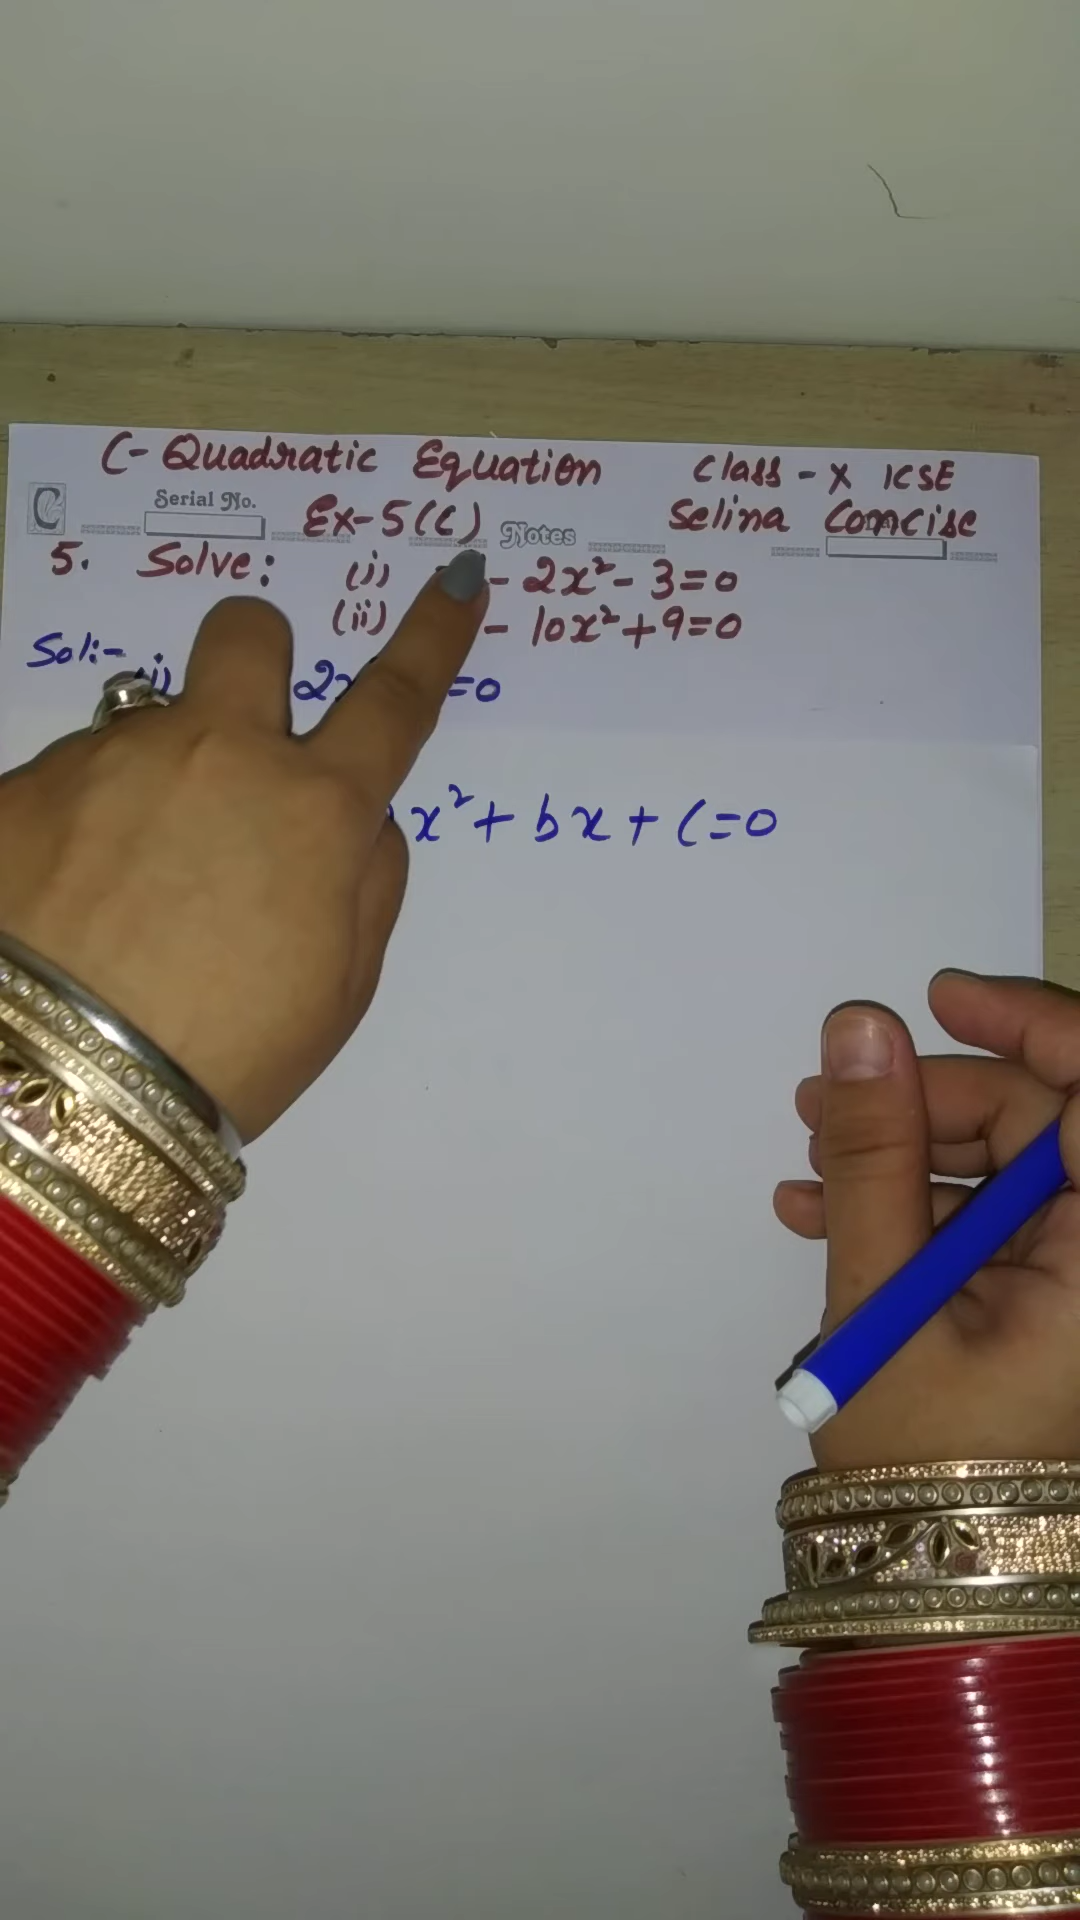 C- Quadratic Equation Class - X ICSE
C Serial No. Ex-5(C) Notes Selina Concise
5. Solve: (i) - 2x² - 3=0
(ii) - 10x² + 9=0
Sol:- (i) 2x =0
x² + bx + C=0